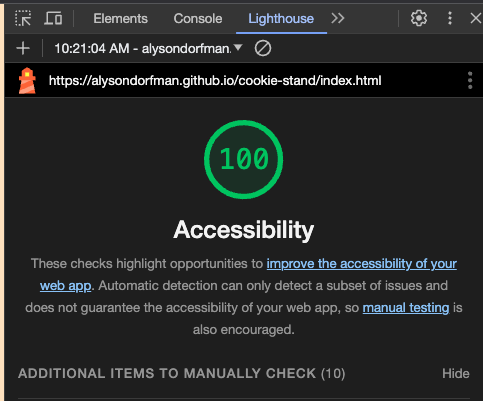 Elements Console Lighthouse
10:21:04 AM - alysondorfman.
https://alysondorfman.github.io/cookie-stand/index.html
100
Accessibility
These checks highlight opportunities to improve the accessibility of your
web app. Automatic detection can only detect a subset of issues and
does not guarantee the accessibility of your web app, so manual testing is
also encouraged.
ADDITIONAL ITEMS TO MANUALLY CHECK (10) Hide